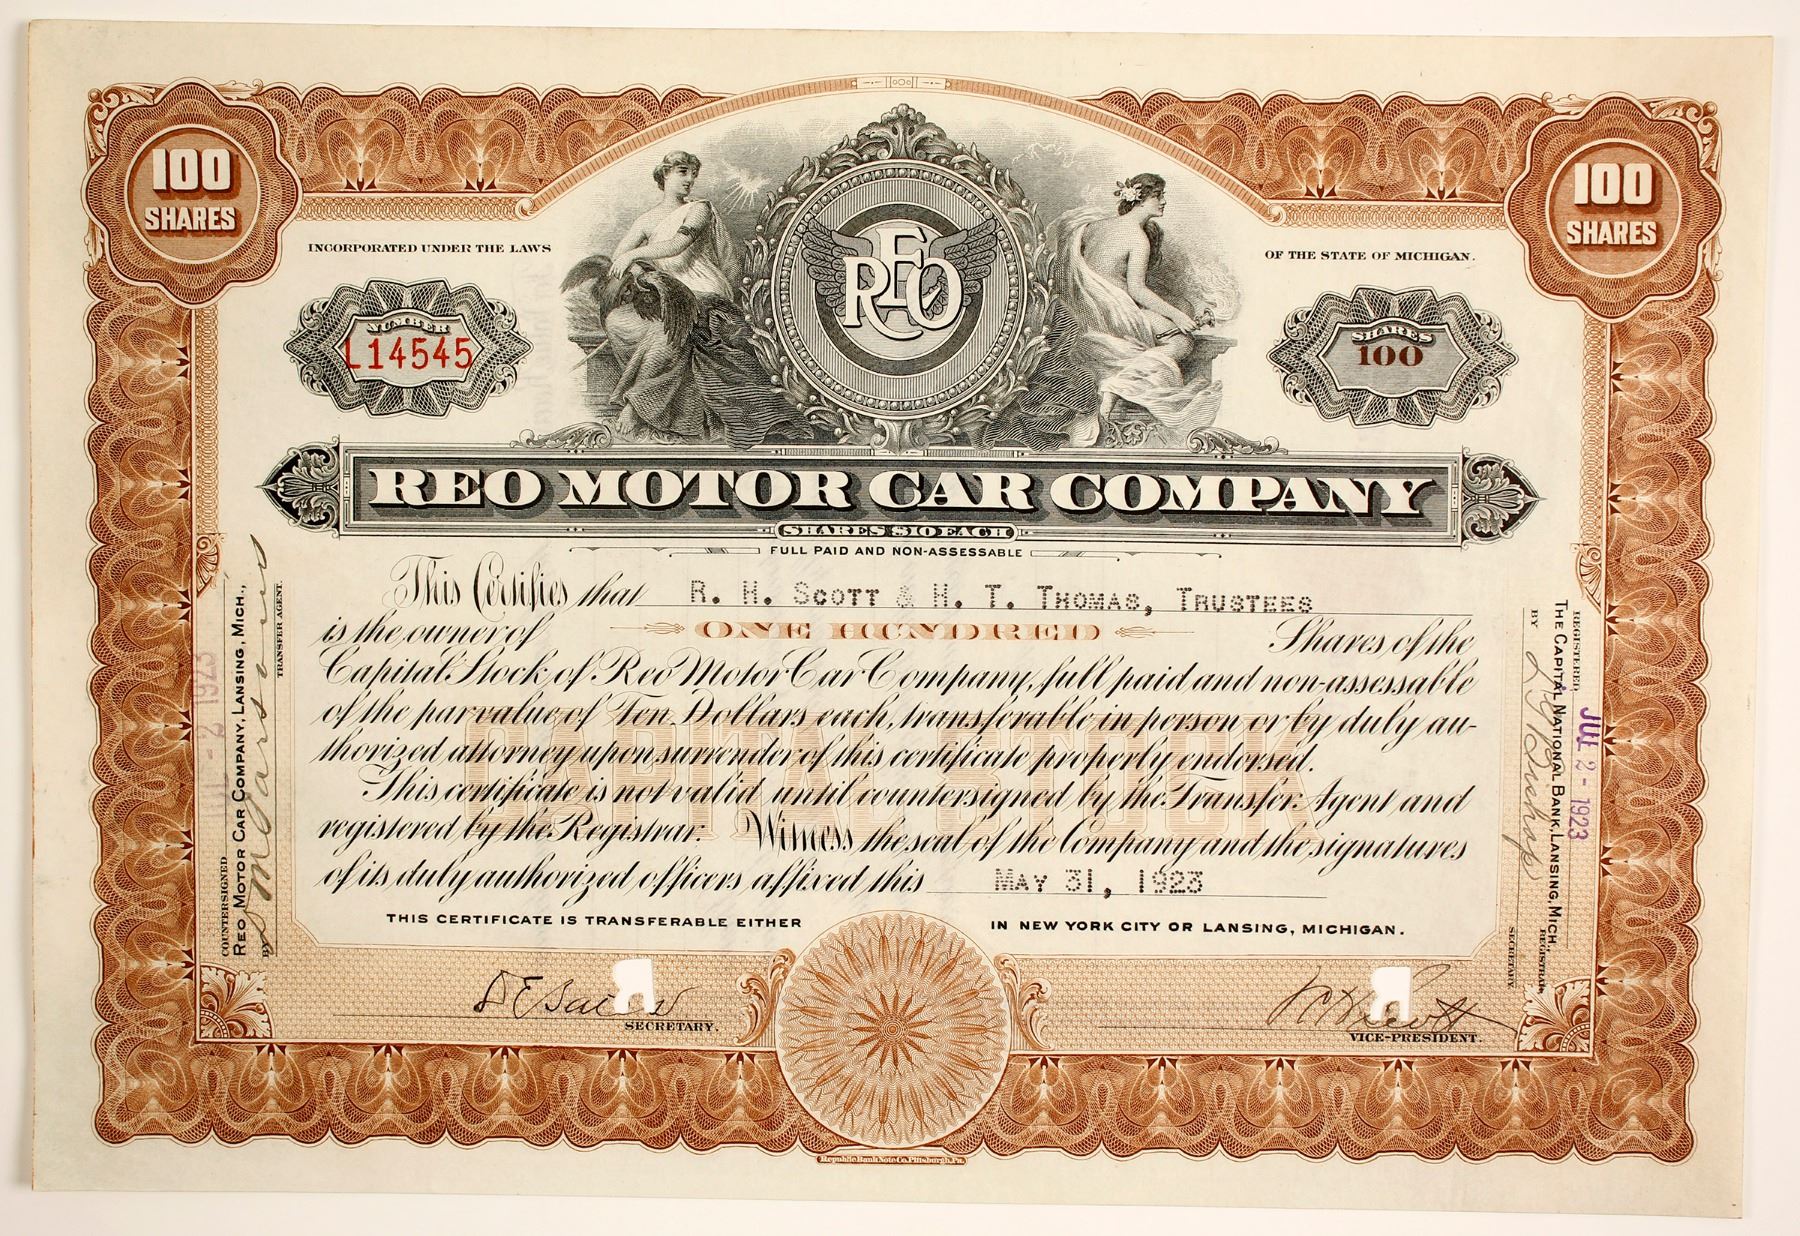 100
SHARES
100
SHARES
INCORPORATED UNDER THE LAWS
OF THE STATE OF MICHIGAN.
REO
NUMBER
L14545
SHARES
100
REO MOTOR CAR COMPANY
SHARES $10 EACH
FULL PAID AND NON-ASSESSABLE
This Certifies that R. H. SCOTT & H. T. THOMAS, TRUSTEES
is the owner of ONE HUNDRED Shares of the
Capital Stock of Reo Motor Car Company, full paid and non-assessable
of the par value of Ten Dollars each, transferable in person or by duly au-
thorized attorney upon surrender of this certificate properly endorsed.
This certificate is not valid until countersigned by the Transfer Agent and
registered by the Registrar. Witness the seal of the Company and the signatures
of its duly authorized officers affixed this MAY 31, 1923
CAPITAL STOCK
THIS CERTIFICATE IS TRANSFERABLE EITHER
IN NEW YORK CITY OR LANSING, MICHIGAN.
SECRETARY.
VICE-PRESIDENT.
COUNTERSIGNED
REO MOTOR CAR COMPANY, LANSING, MICH.,
BY
TRANSFER AGENT.
- 2 1923
REGISTERED
THE CAPITAL NATIONAL BANK, LANSING, MICH.,
REGISTRAR
BY
SECRETARY.
JUL 2 - 1923
Republic Bank Note Co. Pittsburgh, Pa.